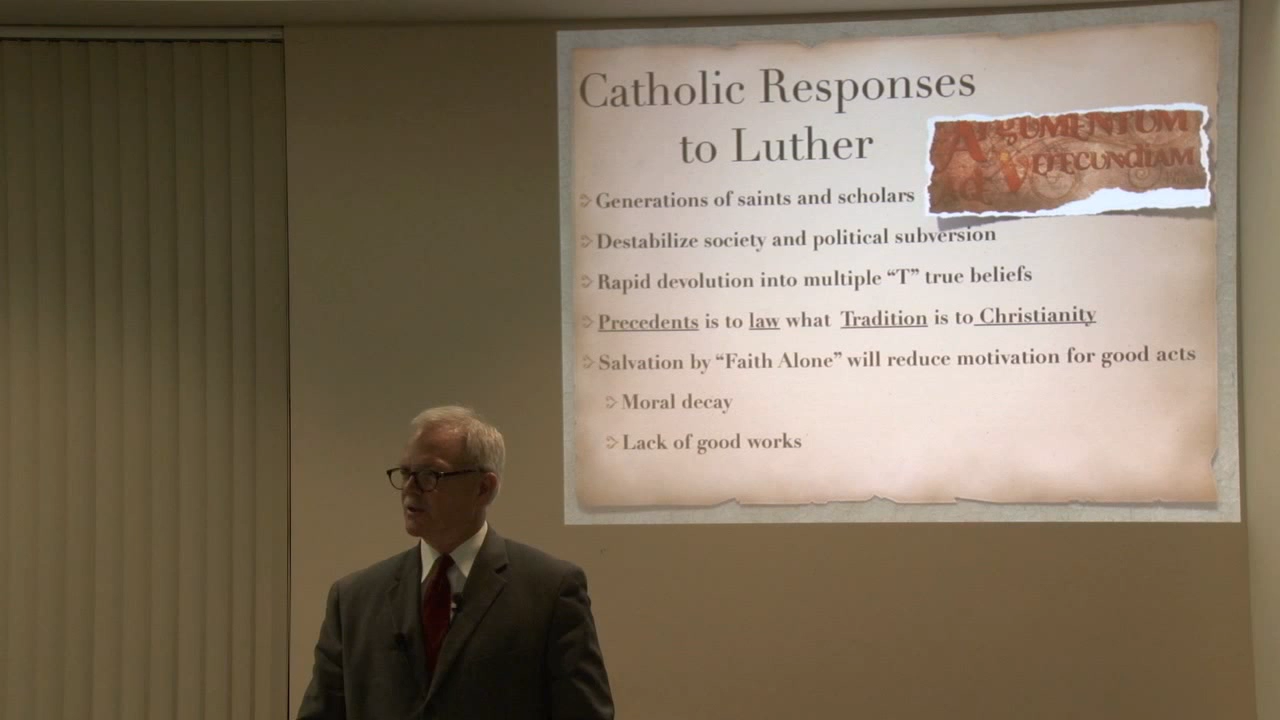 Catholic Responses
to Luther
ARGUMENTUM
Ad VERECUNDIAM
Generations of saints and scholars
Destabilize society and political subversion
Rapid devolution into multiple “T” true beliefs
Precedents is to law what Tradition is to Christianity
Salvation by “Faith Alone” will reduce motivation for good acts
Moral decay
Lack of good works